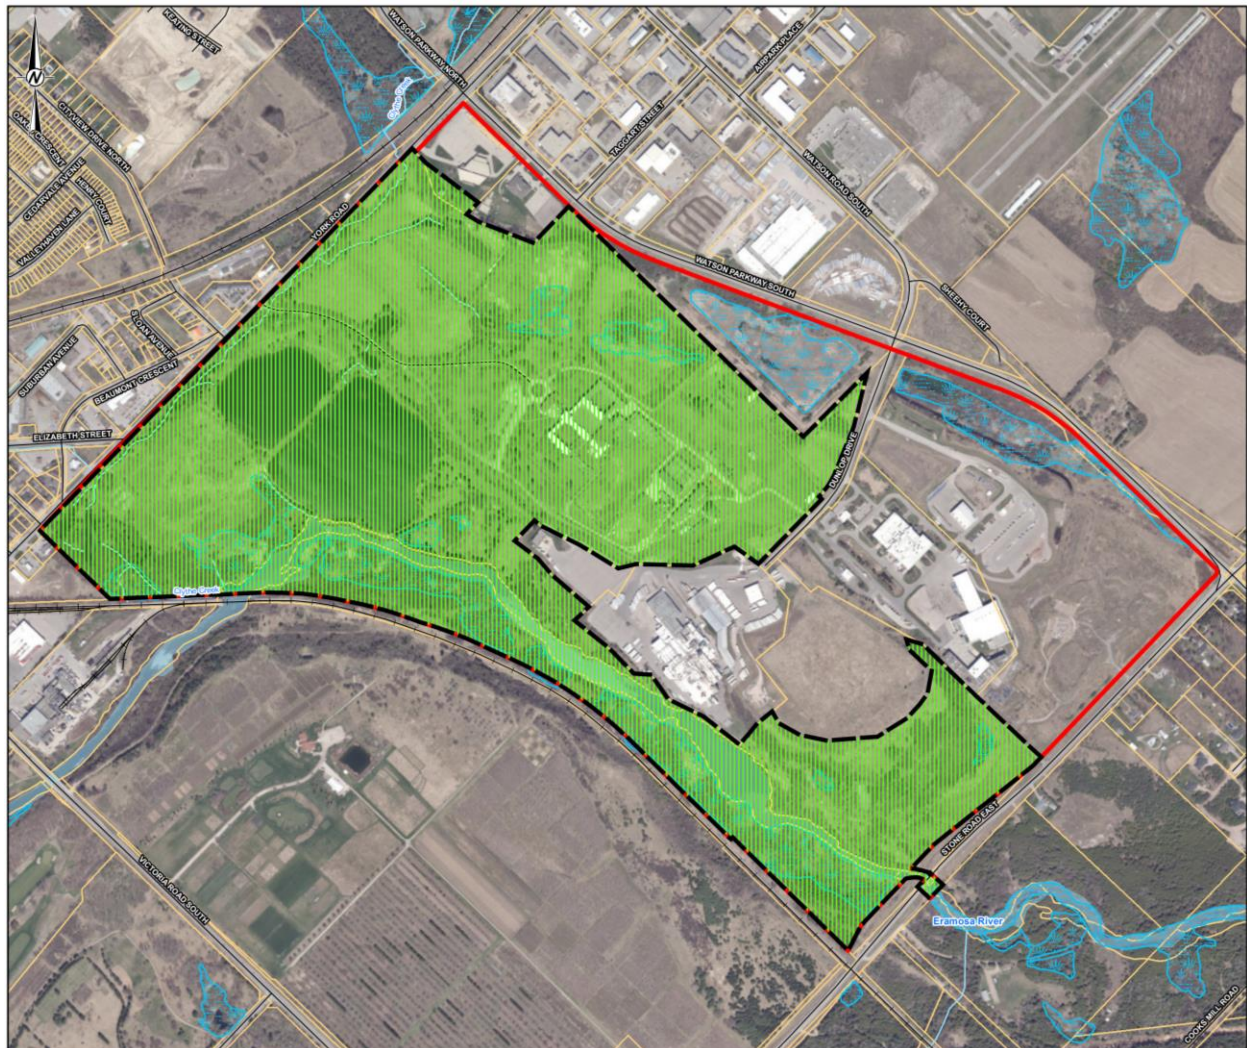 KEATING STREET
WATSON PARKWAY NORTH
AIRPARK PLACE
N
Clythe Creek
CITYVIEW DRIVE NORTH
CRESCENT
TAGGART STREET
CEDARVALE AVENUE
HENRY COURT
WATSON ROAD SOUTH
VALLEYHAVEN LANE
YORK ROAD
WATSON PARKWAY SOUTH
SHEEHY COURT
SLOAN AVENUE
SUBURBAN AVENUE
BEAUMONT CRESCENT
ELIZABETH STREET
DUNLOP DRIVE
Clythe Creek
STONE ROAD EAST
VICTORIA ROAD SOUTH
Eramosa River
COOKS MILL ROAD